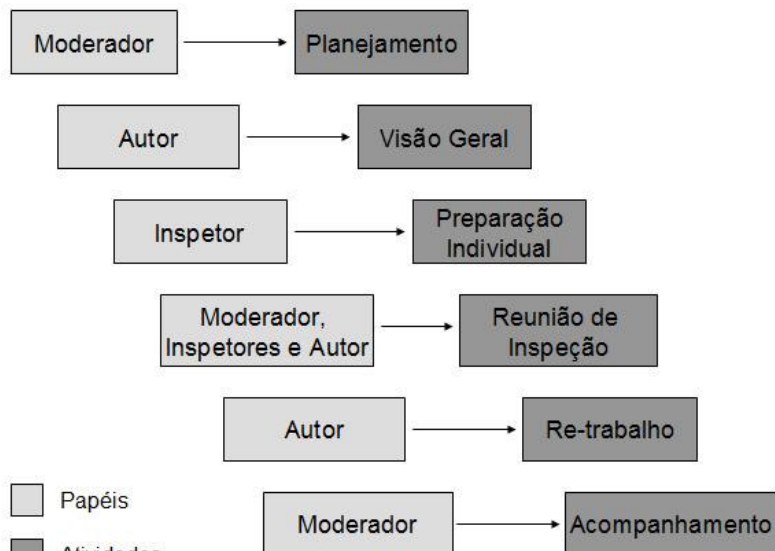 Moderador
Planejamento
Autor
Visão Geral
Inspetor
Preparação
Individual
Moderador,
Inspetores e Autor
Reunião de
Inspeção
Autor
Re-trabalho
Papéis
Moderador
Acompanhamento
Atividades